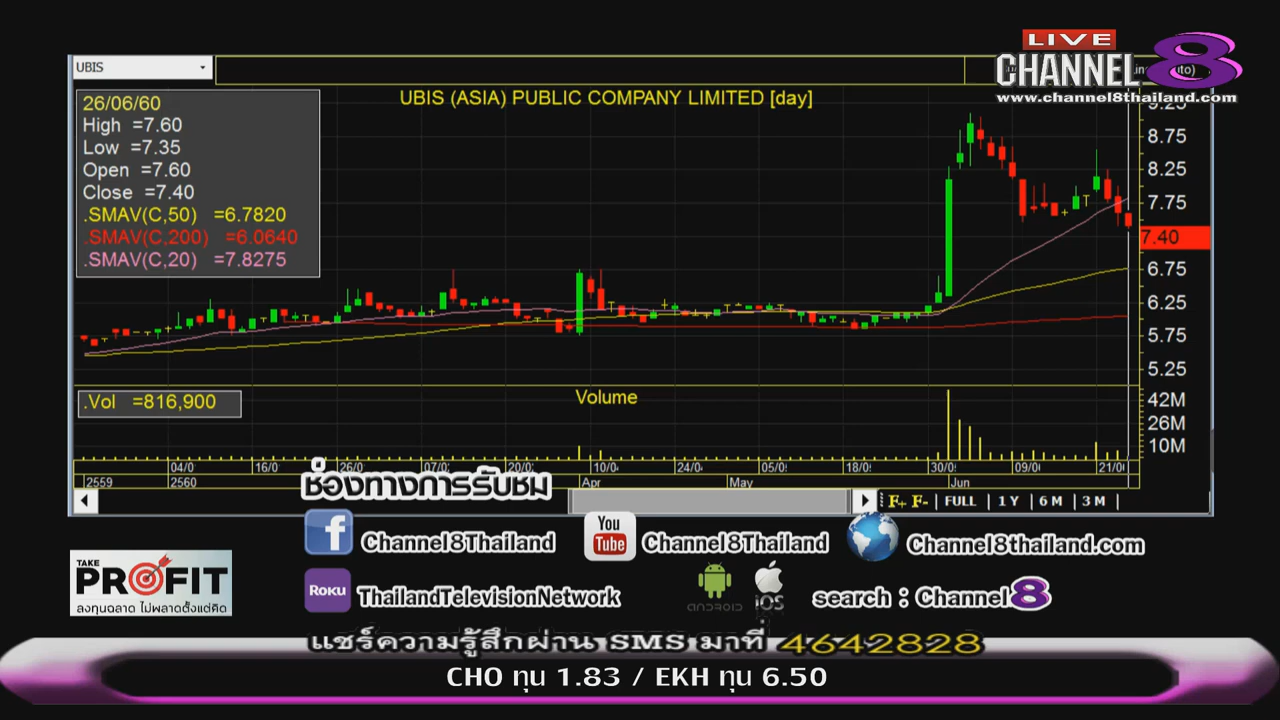 LIVE
CHANNEL 8
www.channel8thailand.com
UBIS
UBIS (ASIA) PUBLIC COMPANY LIMITED [day]
26/06/60
High =7.60
Low =7.35
Open =7.60
Close =7.40
.SMAV(C,50) =6.7820
.SMAV(C,200) =6.0640
.SMAV(C,20) =7.8275
9.25
8.75
8.25
7.75
7.40
6.75
6.25
5.75
5.25
.Vol =816,900
Volume
42M
26M
10M
04/0 16/0 26/0 07/0 20/0 10/0 24/0 05/0 18/0 30/0 09/0 21/0
2559 2560 Apr May Jun
F+ F- | FULL | 1 Y | 6 M | 3 M |
ช่องทางการรับชม
Channel8Thailand
You Tube Channel8Thailand
Channel8thailand.com
TAKE PROFIT
ลงทุนฉลาด ไม่พลาดตั้งแต่คิด
ROKU ThailandTelevisionNetwork
iOS
search : Channel8
แชร์ความรู้สึกผ่าน SMS มาที่ 4642828
CHO ทุน 1.83 / EKH ทุน 6.50